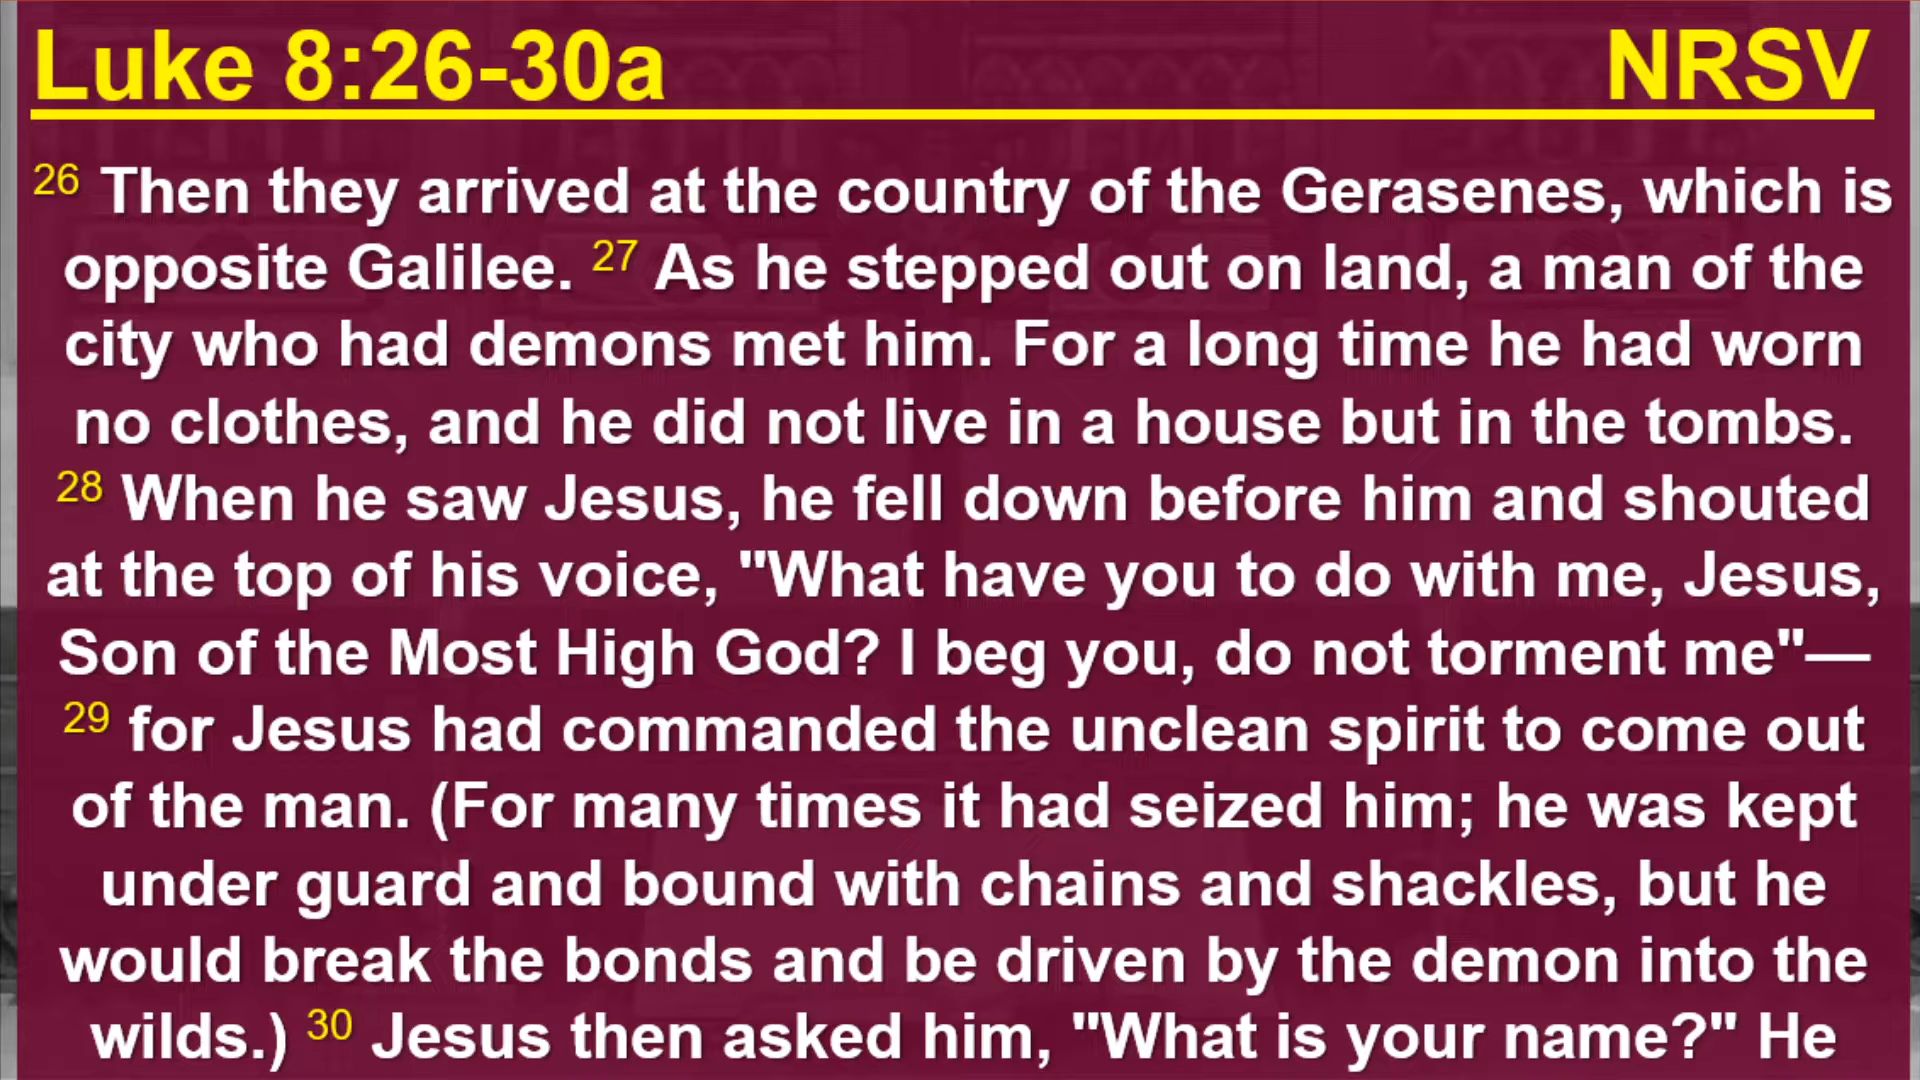 Luke 8:26-30a NRSV
26 Then they arrived at the country of the Gerasenes, which is
opposite Galilee. 27 As he stepped out on land, a man of the
city who had demons met him. For a long time he had worn
no clothes, and he did not live in a house but in the tombs.
28 When he saw Jesus, he fell down before him and shouted
at the top of his voice, "What have you to do with me, Jesus,
Son of the Most High God? I beg you, do not torment me"—
29 for Jesus had commanded the unclean spirit to come out
of the man. (For many times it had seized him; he was kept
under guard and bound with chains and shackles, but he
would break the bonds and be driven by the demon into the
wilds.) 30 Jesus then asked him, "What is your name?" He